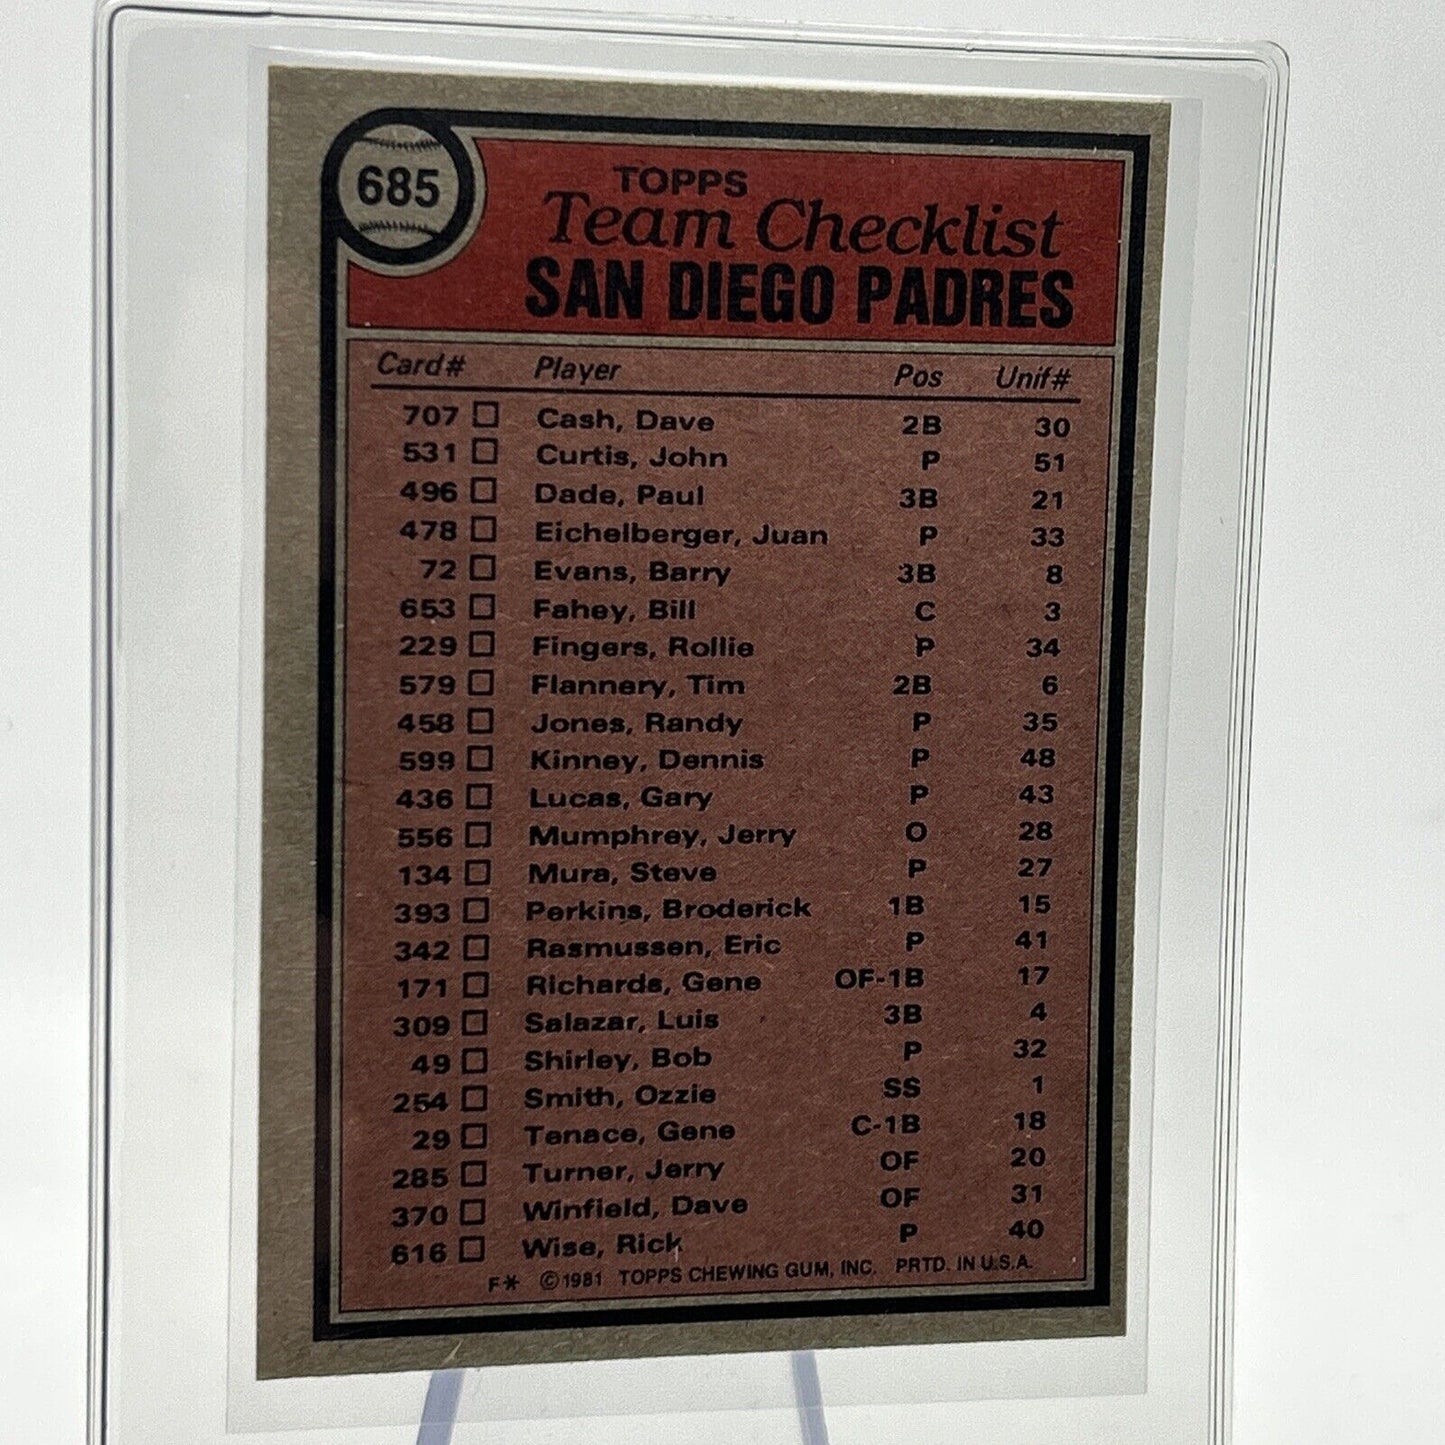 685
TOPPS
Team Checklist
SAN DIEGO PADRES
Card# Player Pos Unif#
707 Cash, Dave 2B 30
531 Curtis, John P 51
496 Dade, Paul 3B 21
478 Eichelberger, Juan P 33
72 Evans, Barry 3B 8
653 Fahey, Bill C 3
229 Fingers, Rollie P 34
579 Flannery, Tim 2B 6
458 Jones, Randy P 35
599 Kinney, Dennis P 48
436 Lucas, Gary P 43
556 Mumphrey, Jerry O 28
134 Mura, Steve P 27
393 Perkins, Broderick 1B 15
342 Rasmussen, Eric P 41
171 Richards, Gene OF-1B 17
309 Salazar, Luis 3B 4
49 Shirley, Bob P 32
254 Smith, Ozzie SS 1
29 Tenace, Gene C-1B 18
285 Turner, Jerry OF 20
370 Winfield, Dave OF 31
616 Wise, Rick P 40
F* ©1981 TOPPS CHEWING GUM, INC. PRTD. IN U.S.A.